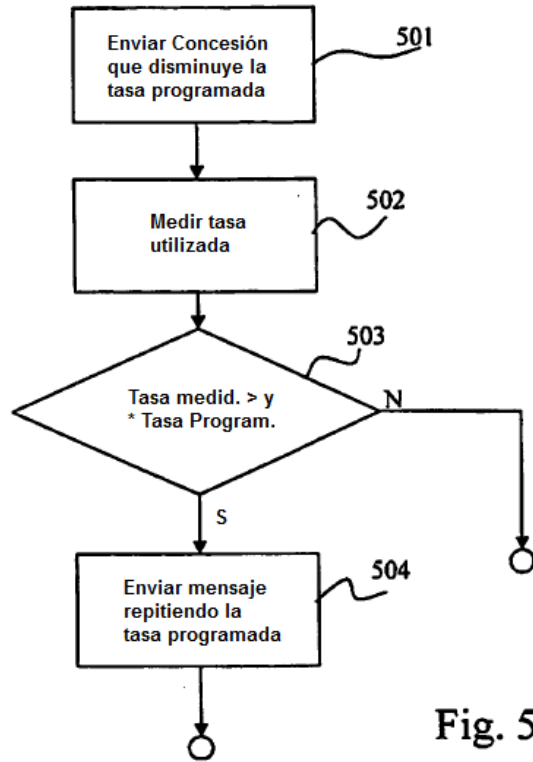 Enviar Concesión
que disminuye la
tasa programada
501
Medir tasa
utilizada
502
503
Tasa medid. > y
* Tasa Program.
N
S
Enviar mensaje
repitiendo la
tasa programada
504
Fig. 5